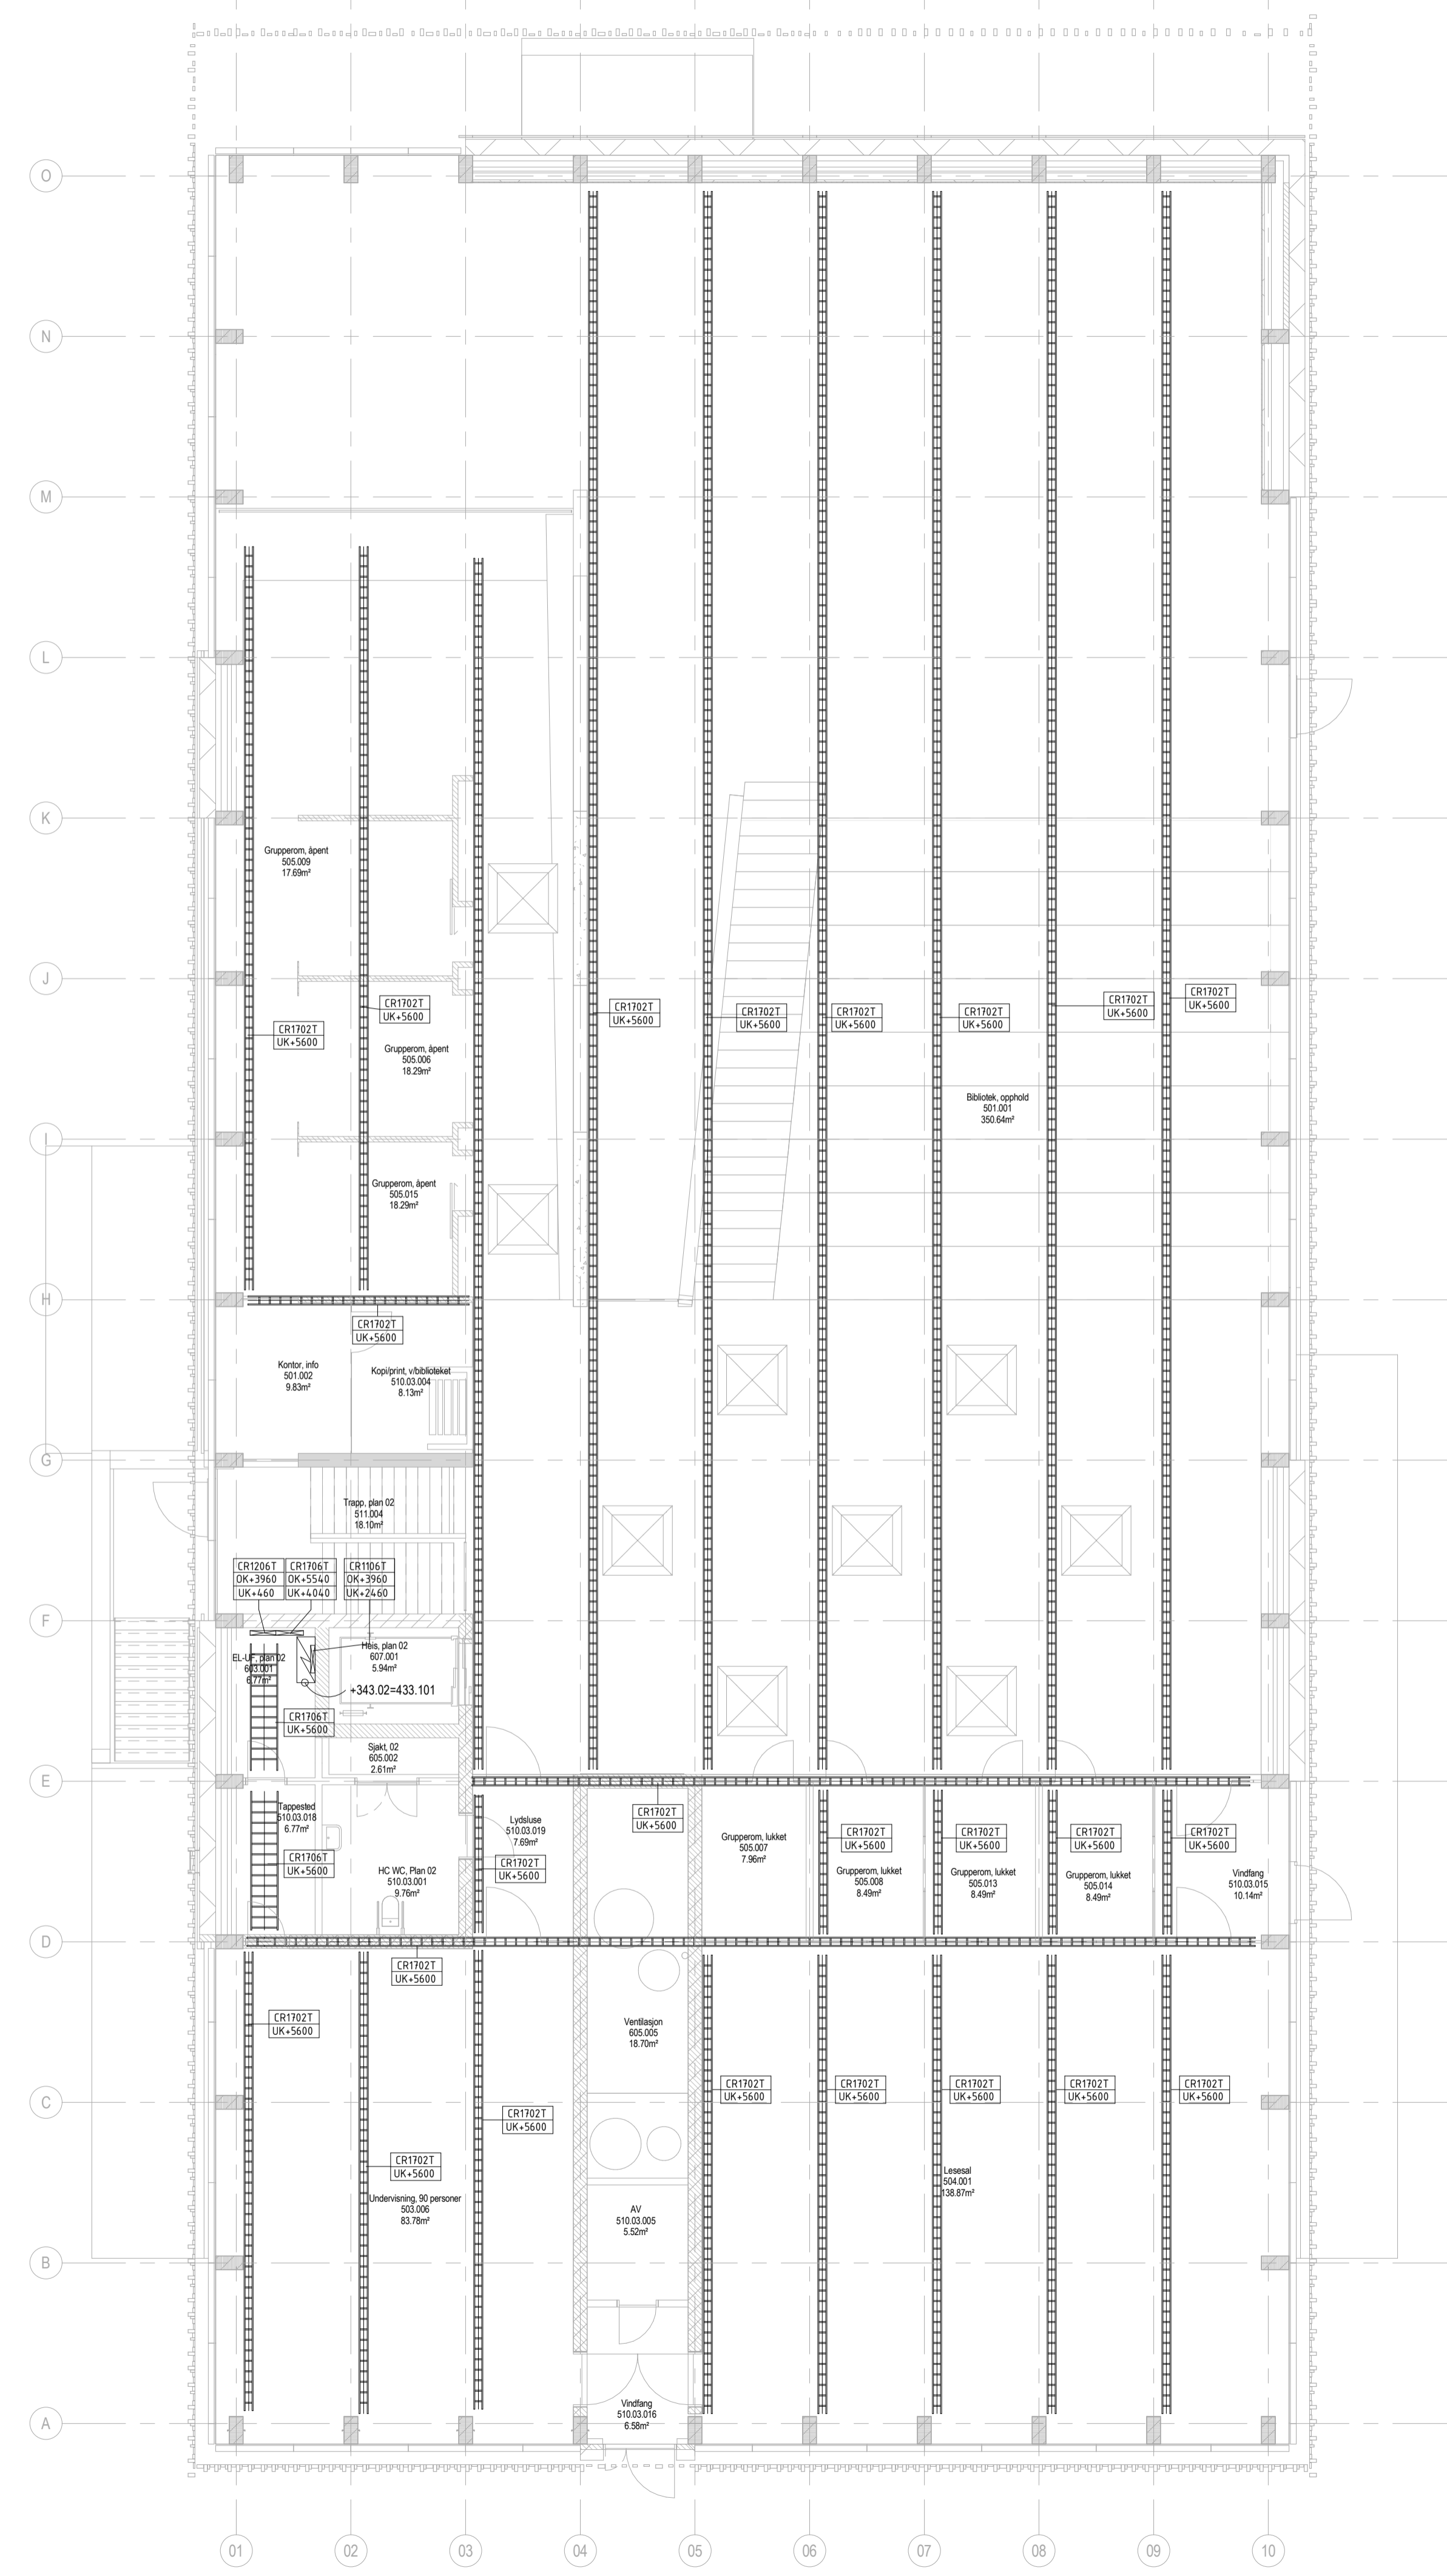 O
N
M
L
Grupperom, åpent
505.009
17.69m²
K
J
CR1702T
UK+5600
CR1702T
UK+5600
CR1702T
UK+5600
CR1702T
UK+5600
CR1702T
UK+5600
CR1702T
UK+5600
CR1702T
UK+5600
CR1702T
UK+5600
Grupperom, åpent
505.006
18.29m²
Bibliotek, opphold
501.001
350.64m²
I
Grupperom, åpent
505.015
18.29m²
H
CR1702T
UK+5600
Kontor, info
501.002
9.83m²
Kopi/print, v/biblioteket
510.03.004
8.13m²
G
Trapp, plan 02
511.004
18.10m²
CR1206T
OK+3960
UK+460
CR1706T
OK+5540
UK+4040
CR1106T
OK+3960
UK+2460
F
EL-UF, plan 02
603.001
6.77m²
Heis, plan 02
607.001
5.94m²
+343.02=433.101
CR1706T
UK+5600
Sjakt, 02
605.002
2.61m²
E
Tappested
510.03.018
6.77m²
CR1706T
UK+5600
HC WC, Plan 02
510.03.001
9.76m²
Lydsluse
510.03.019
7.69m²
CR1702T
UK+5600
CR1702T
UK+5600
Grupperom, lukket
505.007
7.96m²
CR1702T
UK+5600
Grupperom, lukket
505.008
8.49m²
CR1702T
UK+5600
Grupperom, lukket
505.013
8.49m²
CR1702T
UK+5600
Grupperom, lukket
505.014
8.49m²
CR1702T
UK+5600
Vindfang
510.03.015
10.14m²
D
CR1702T
UK+5600
CR1702T
UK+5600
Ventilasjon
605.005
18.70m²
C
CR1702T
UK+5600
CR1702T
UK+5600
CR1702T
UK+5600
CR1702T
UK+5600
CR1702T
UK+5600
CR1702T
UK+5600
CR1702T
UK+5600
Undervisning, 90 personer
503.006
83.78m²
Lesesal
504.001
138.87m²
AV
510.03.005
5.52m²
B
Vindfang
510.03.016
6.58m²
A
01
02
03
04
05
06
07
08
09
10